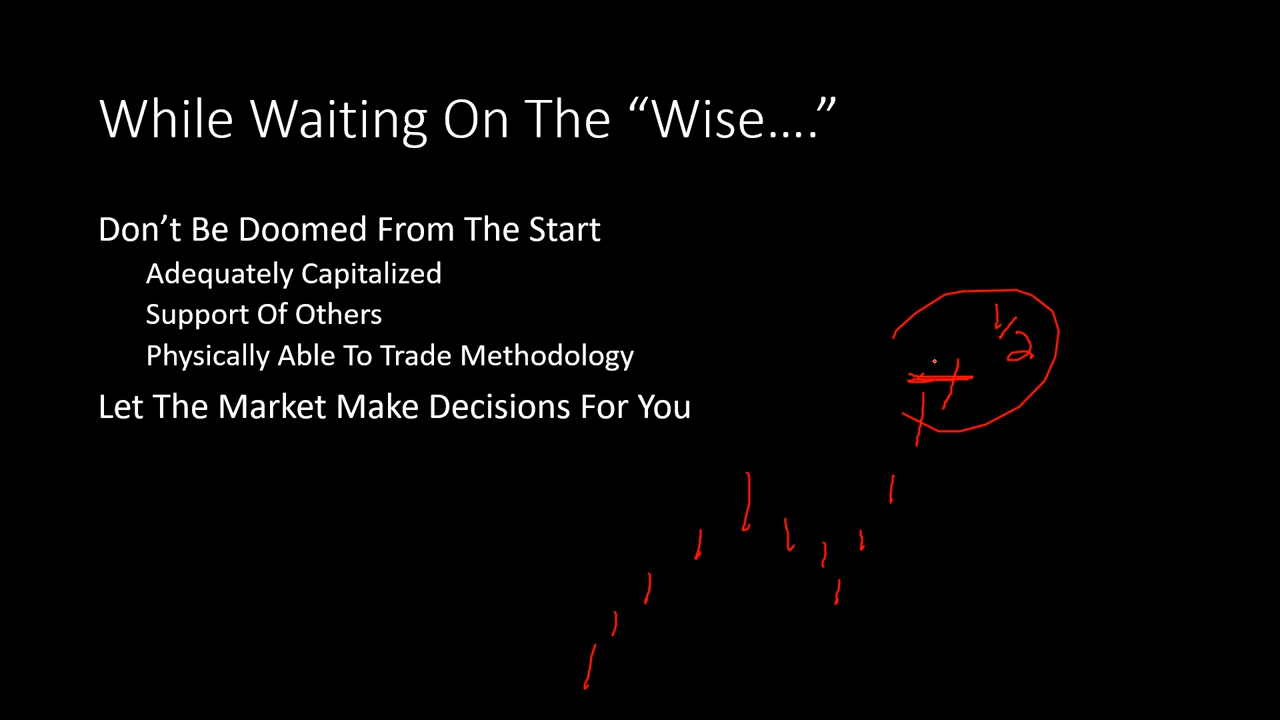 While Waiting On The “Wise….”
Don’t Be Doomed From The Start
Adequately Capitalized
Support Of Others
Physically Able To Trade Methodology
Let The Market Make Decisions For You
1/2